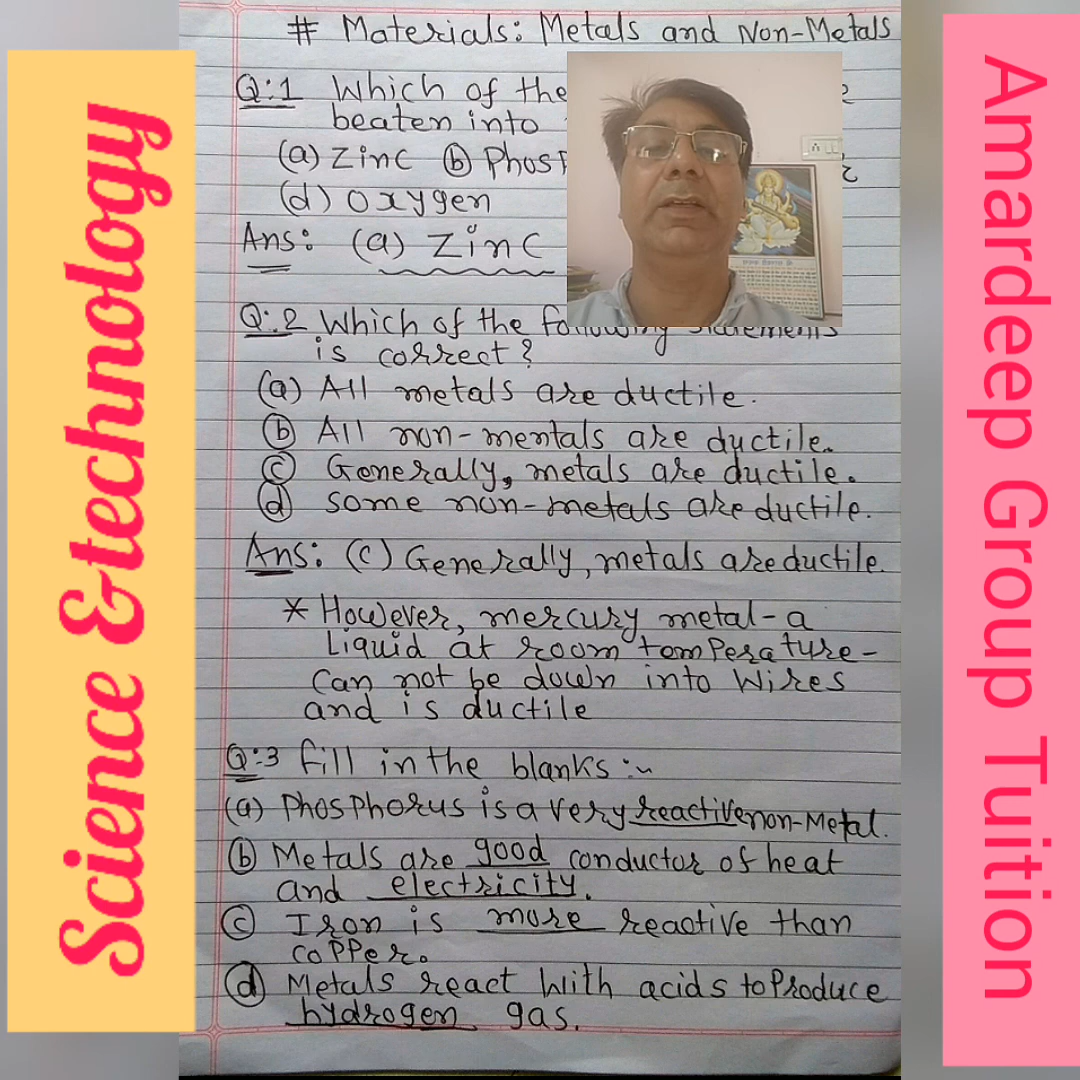 Science & technology
# Materials: Metals and Non-Metals
Q:1 Which of the
beaten into
(a) Zinc (b) Phos
(d) Oxygen
Ans: (a) Zinc
Q:2 Which of the following statements
is correct?
(a) All metals are ductile.
(b) All non-mentals are ductile.
(c) Generally, metals are ductile.
(d) some non-metals are ductile.
Ans: (c) Generally, metals are ductile.
* However, mercury metal-a
Liquid at room temperature-
Can not be down into Wires
and is ductile
Q:3 fill in the blanks :~
(a) Phosphorus is a very reactive non-Metal.
(b) Metals are good conductor of heat
and electricity.
(c) Iron is more reactive than
copper.
(d) Metals react with acids to Produce
hydrogen gas.
Amardeep Group Tuition